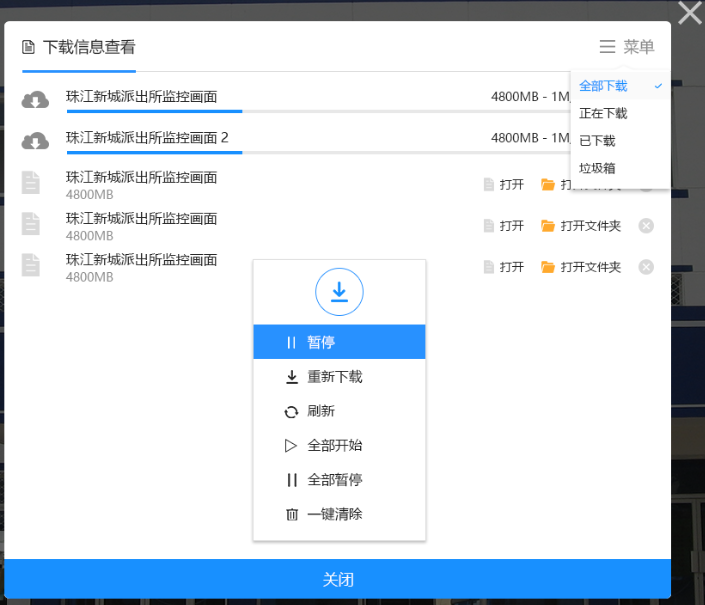 下载信息查看
菜单
全部下载
正在下载
已下载
垃圾箱
珠江新城派出所监控画面
4800MB - 1M
珠江新城派出所监控画面 2
4800MB - 1M
珠江新城派出所监控画面
4800MB
打开
珠江新城派出所监控画面
4800MB
打开 打开文件夹
珠江新城派出所监控画面
4800MB
打开 打开文件夹
暂停
重新下载
刷新
全部开始
全部暂停
一键清除
关闭